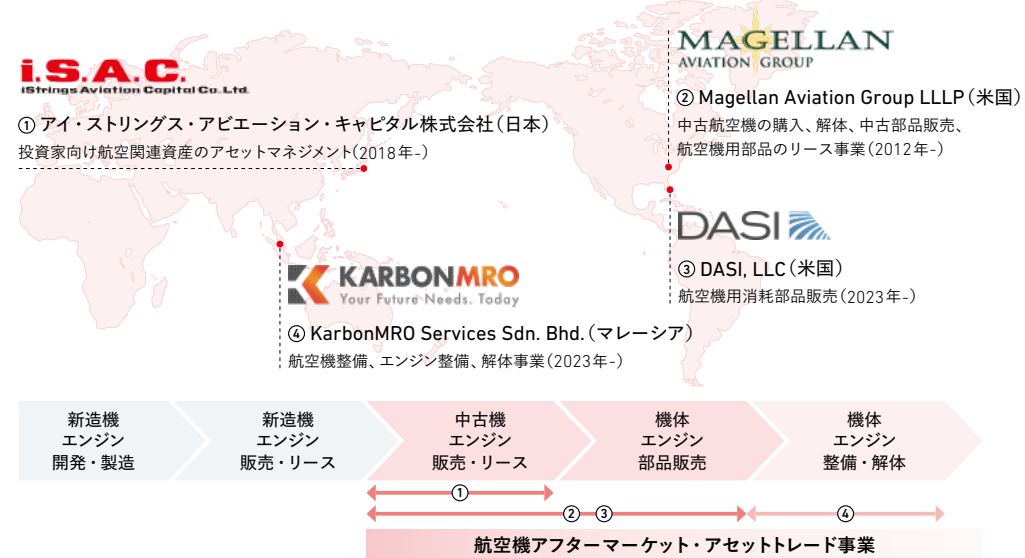 i.S.A.C.
iStrings Aviation Capital Co.Ltd.
① アイ・ストリングス・アビエーション・キャピタル株式会社（日本）
投資家向け航空関連資産のアセットマネジメント（2018年-）
MAGELLAN
AVIATION GROUP
② Magellan Aviation Group LLLP（米国）
中古航空機の購入、解体、中古部品販売、
航空機用部品のリース事業（2012年-）
DASI
③ DASI, LLC（米国）
航空機用消耗部品販売（2023年-）
KARBONMRO
Your Future Needs. Today
④ KarbonMRO Services Sdn. Bhd.（マレーシア）
航空機整備、エンジン整備、解体事業（2023年-）
新造機
エンジン
開発・製造
新造機
エンジン
販売・リース
中古機
エンジン
販売・リース
機体
エンジン
部品販売
機体
エンジン
整備・解体
①
② ③
④
航空機アフターマーケット・アセットトレード事業